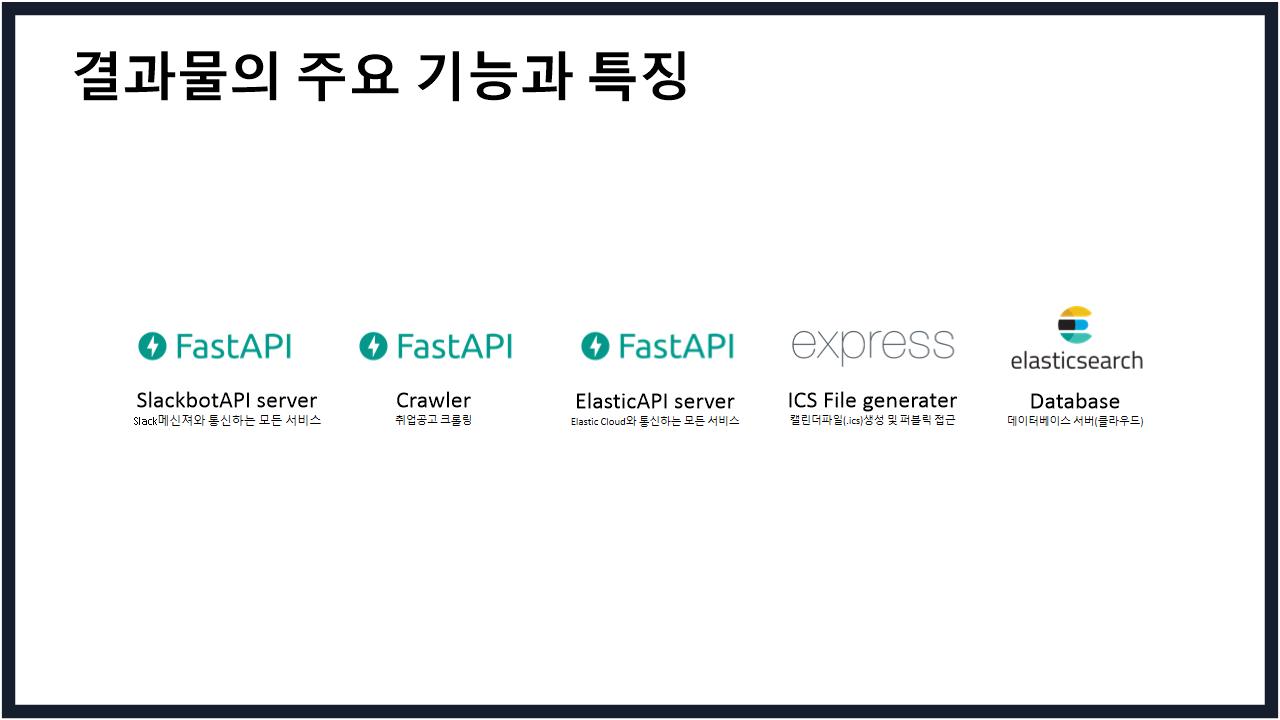 결과물의 주요 기능과 특징
FastAPI
SlackbotAPI server
Slack메신져와 통신하는 모든 서비스
FastAPI
Crawler
취업공고 크롤링
FastAPI
ElasticAPI server
Elastic Cloud와 통신하는 모든 서비스
express
ICS File generater
캘린더파일(.ics)생성 및 퍼블릭 접근
elasticsearch
Database
데이터베이스 서버(클라우드)